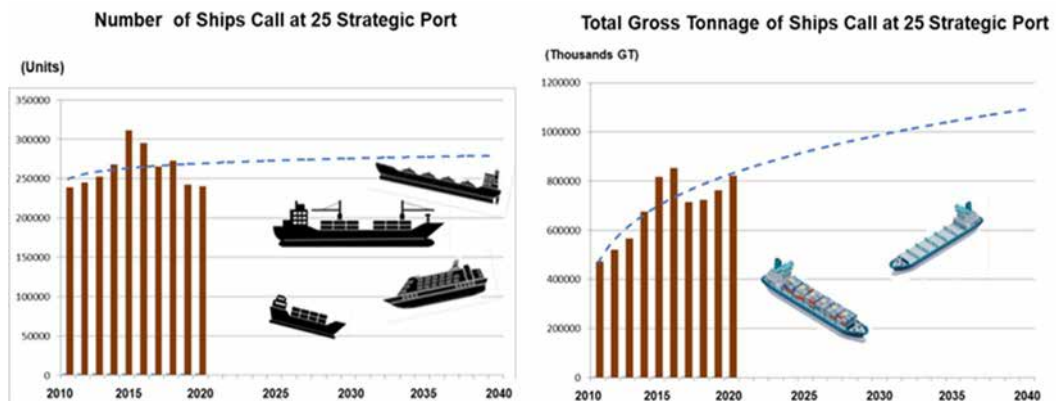 Number of Ships Call at 25 Strategic Port
(Units)
350000
300000
250000
200000
150000
100000
50000
0
2010 2015 2020 2025 2030 2035 2040
Total Gross Tonnage of Ships Call at 25 Strategic Port
(Thousands GT)
1200000
1000000
800000
600000
400000
200000
0
2010 2015 2020 2025 2030 2035 2040